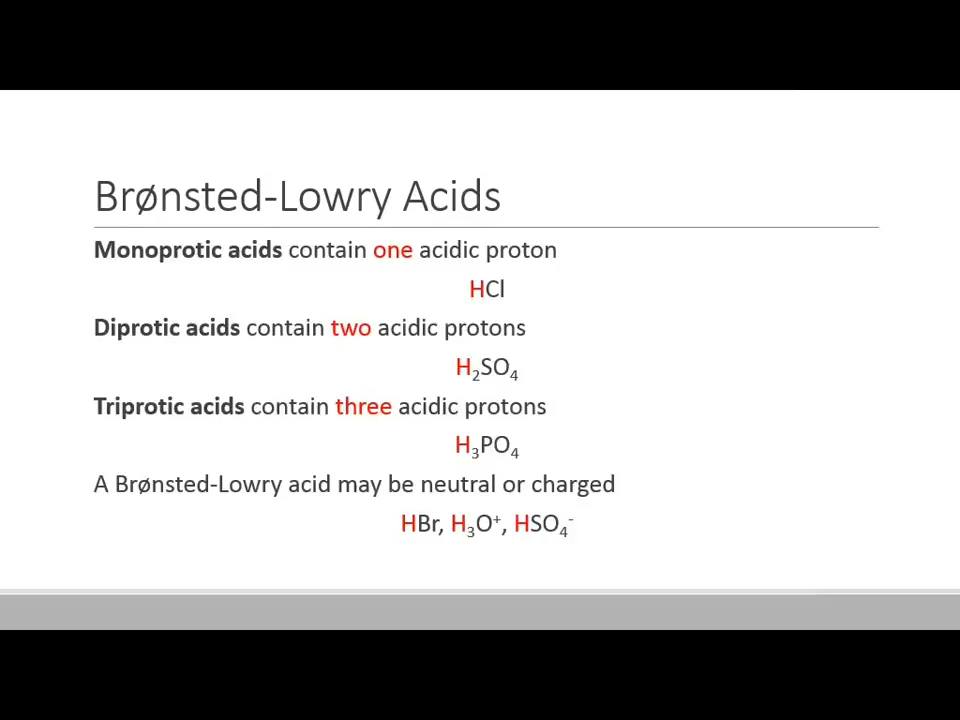 Brønsted-Lowry Acids
Monoprotic acids contain one acidic proton
HCl
Diprotic acids contain two acidic protons
H₂SO₄
Triprotic acids contain three acidic protons
H₃PO₄
A Brønsted-Lowry acid may be neutral or charged
HBr, H₃O⁺, HSO₄⁻